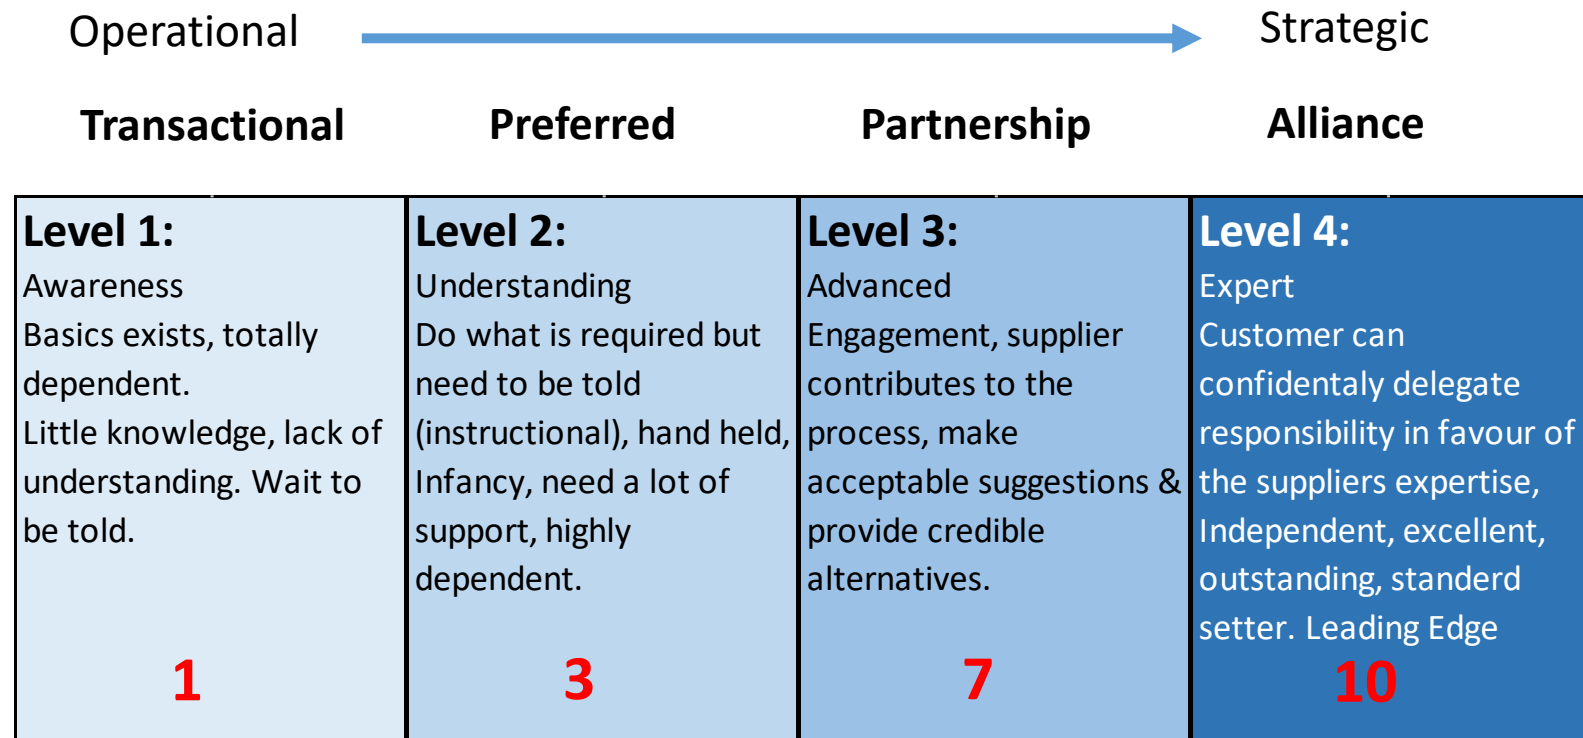 Operational
Strategic
Transactional
Preferred
Partnership
Alliance
Level 1:
Awareness
Basics exists, totally
dependent.
Little knowledge, lack of
understanding. Wait to
be told.
1
Level 2:
Understanding
Do what is required but
need to be told
(instructional), hand held,
Infancy, need a lot of
support, highly
dependent.
3
Level 3:
Advanced
Engagement, supplier
contributes to the
process, make
acceptable suggestions &
provide credible
alternatives.
7
Level 4:
Expert
Customer can
confidentaly delegate
responsibility in favour of
the suppliers expertise,
Independent, excellent,
outstanding, standerd
setter. Leading Edge
10